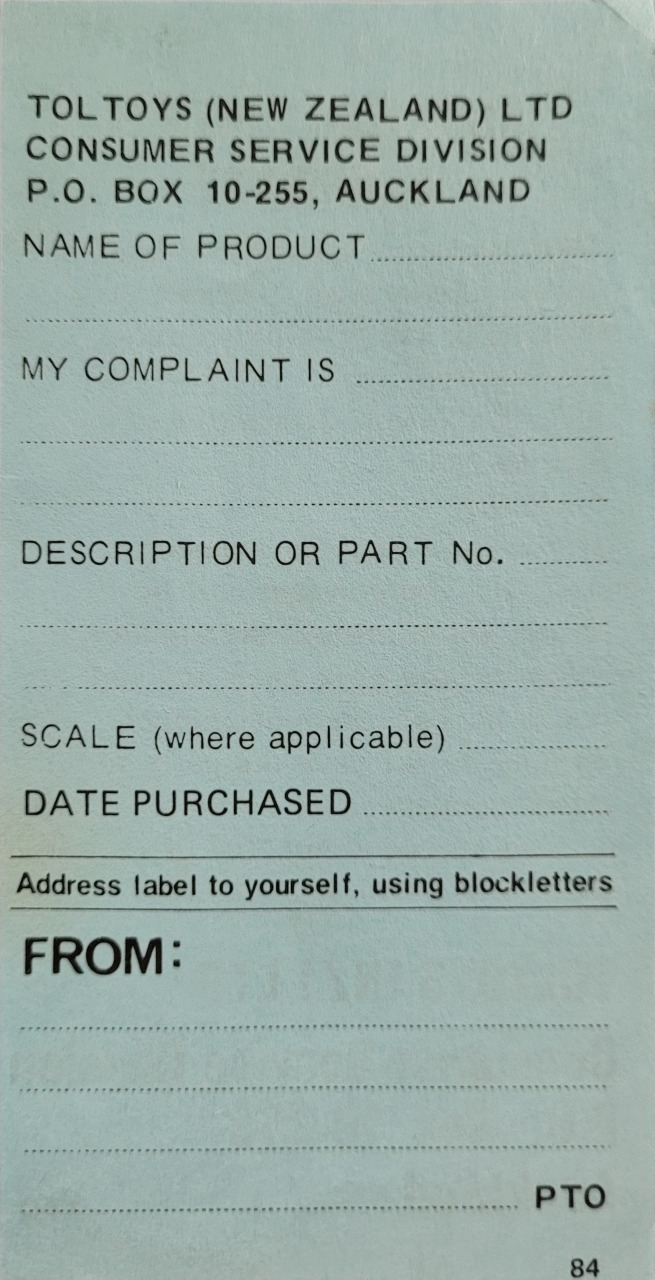 TOLTOYS (NEW ZEALAND) LTD
CONSUMER SERVICE DIVISION
P.O. BOX 10-255, AUCKLAND
NAME OF PRODUCT
MY COMPLAINT IS
DESCRIPTION OR PART No.
SCALE (where applicable)
DATE PURCHASED
Address label to yourself, using blockletters
FROM:
PTO
84